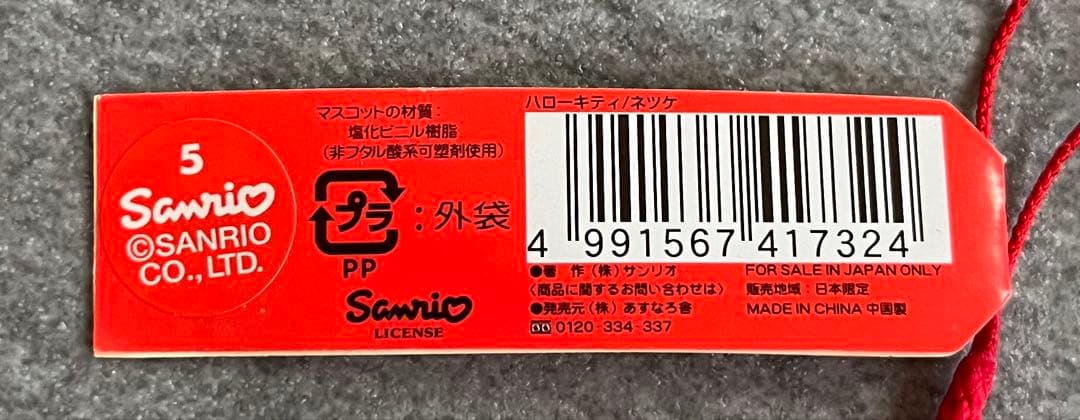 5
Sanrio
©SANRIO
CO., LTD.
マスコットの材質:
塩化ビニル樹脂
(非フタル酸系可塑剤使用)
プラ : 外袋
PP
Sanrio
LICENSE
ハローキティ/ネツケ
4 991567 417324
●著 作 (株) サンリオ
〈商品に関するお問い合わせは〉
●発売元 (株) あすなろ舎
0120-334-337
FOR SALE IN JAPAN ONLY
販売地域:日本限定
MADE IN CHINA 中国製